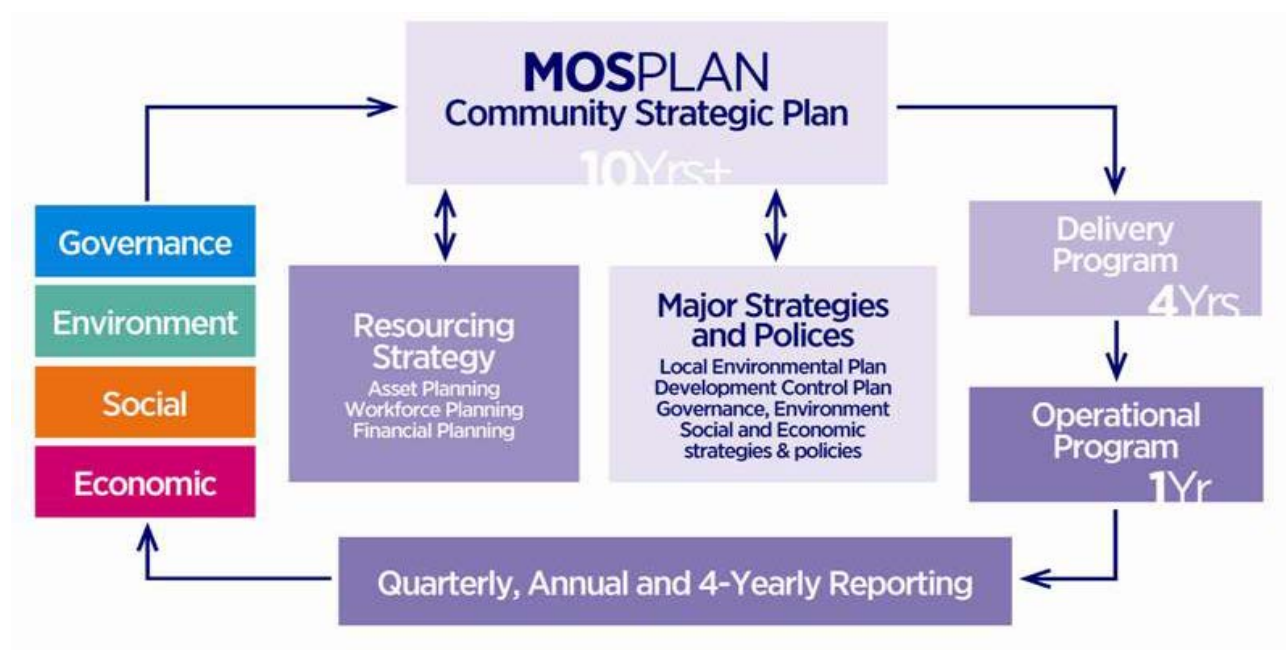 MOSPLAN
Community Strategic Plan
10Yrs+
Governance
Environment
Social
Economic
Resourcing
Strategy
Asset Planning
Workforce Planning
Financial Planning
Major Strategies
and Polices
Local Environmental Plan
Development Control Plan
Governance, Environment
Social and Economic
strategies & policies
Delivery
Program
4Yrs
Operational
Program
1Yr
Quarterly, Annual and 4-Yearly Reporting